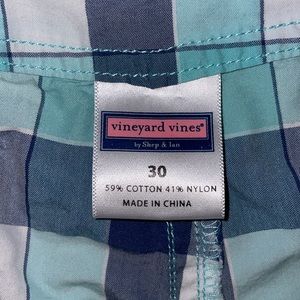 vineyard vines®
by Shep & Ian
30
59% COTTON 41% NYLON
MADE IN CHINA